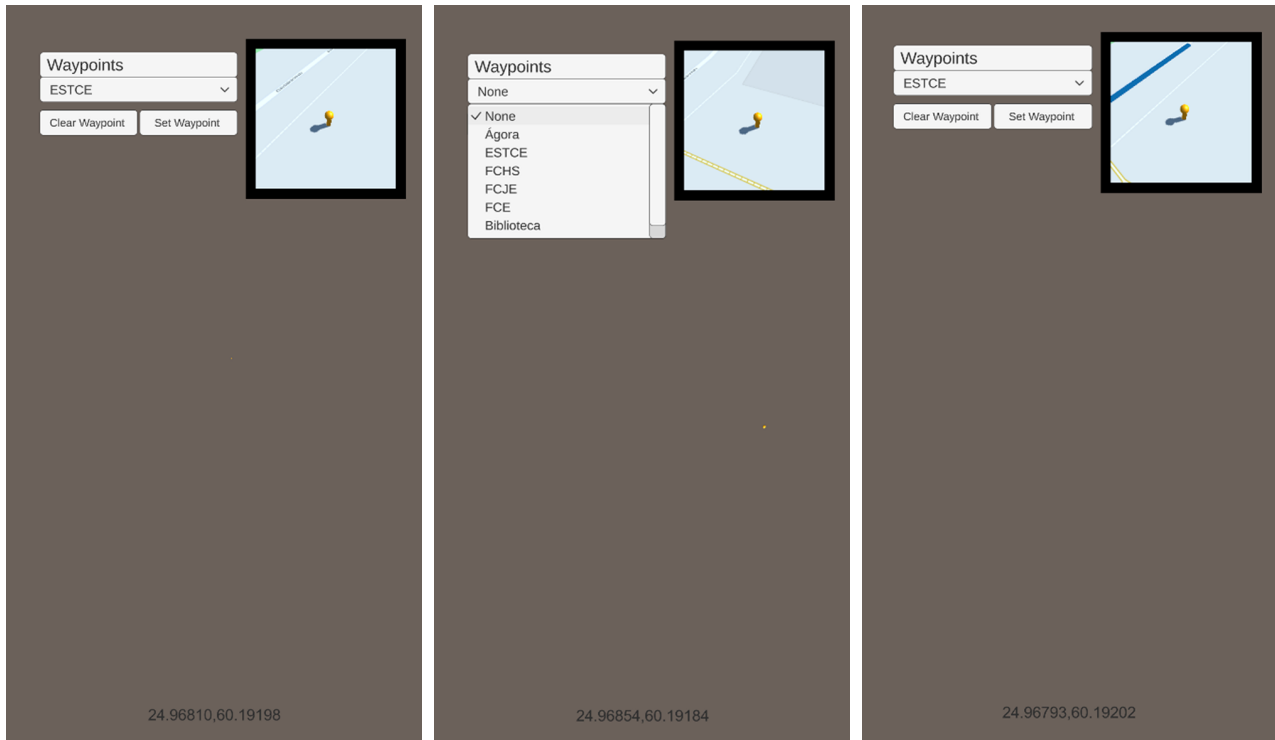 Waypoints
ESTCE
Clear Waypoint
Set Waypoint
24.96810,60.19198
Waypoints
None
None
Ágora
ESTCE
FCHS
FCJE
FCE
Biblioteca
24.96854,60.19184
Waypoints
ESTCE
Clear Waypoint
Set Waypoint
24.96793,60.19202